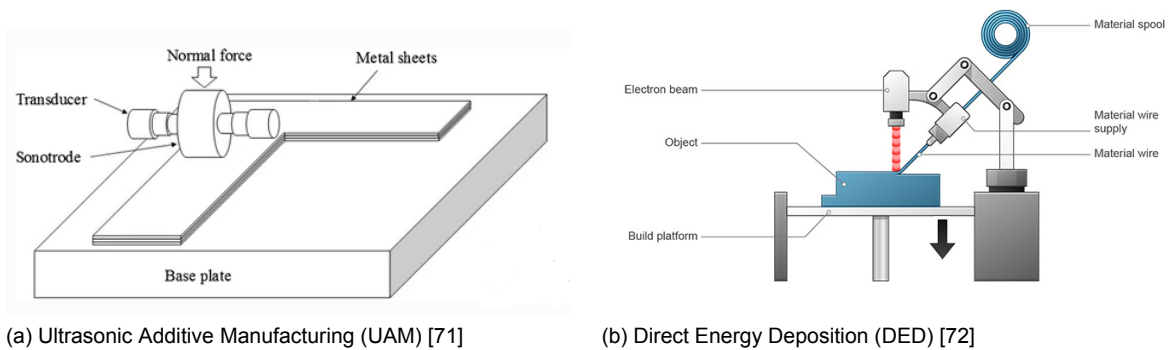 Normal force
Metal sheets
Transducer
Sonotrode
Base plate
Material spool
Electron beam
Material wire
supply
Object
Material wire
Build platform
(a) Ultrasonic Additive Manufacturing (UAM) [71]
(b) Direct Energy Deposition (DED) [72]